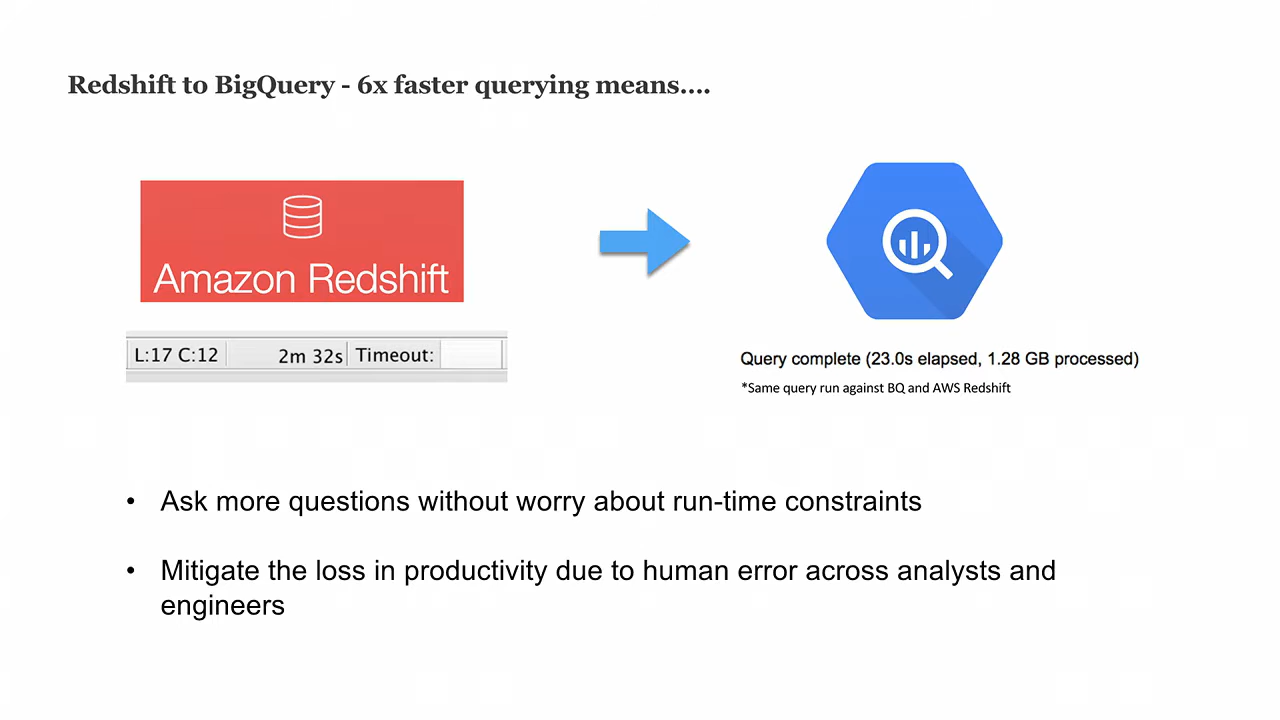 Redshift to BigQuery - 6x faster querying means....
Amazon Redshift
L:17 C:12 2m 32s Timeout:
Query complete (23.0s elapsed, 1.28 GB processed)
*Same query run against BQ and AWS Redshift
• Ask more questions without worry about run-time constraints
• Mitigate the loss in productivity due to human error across analysts and
engineers